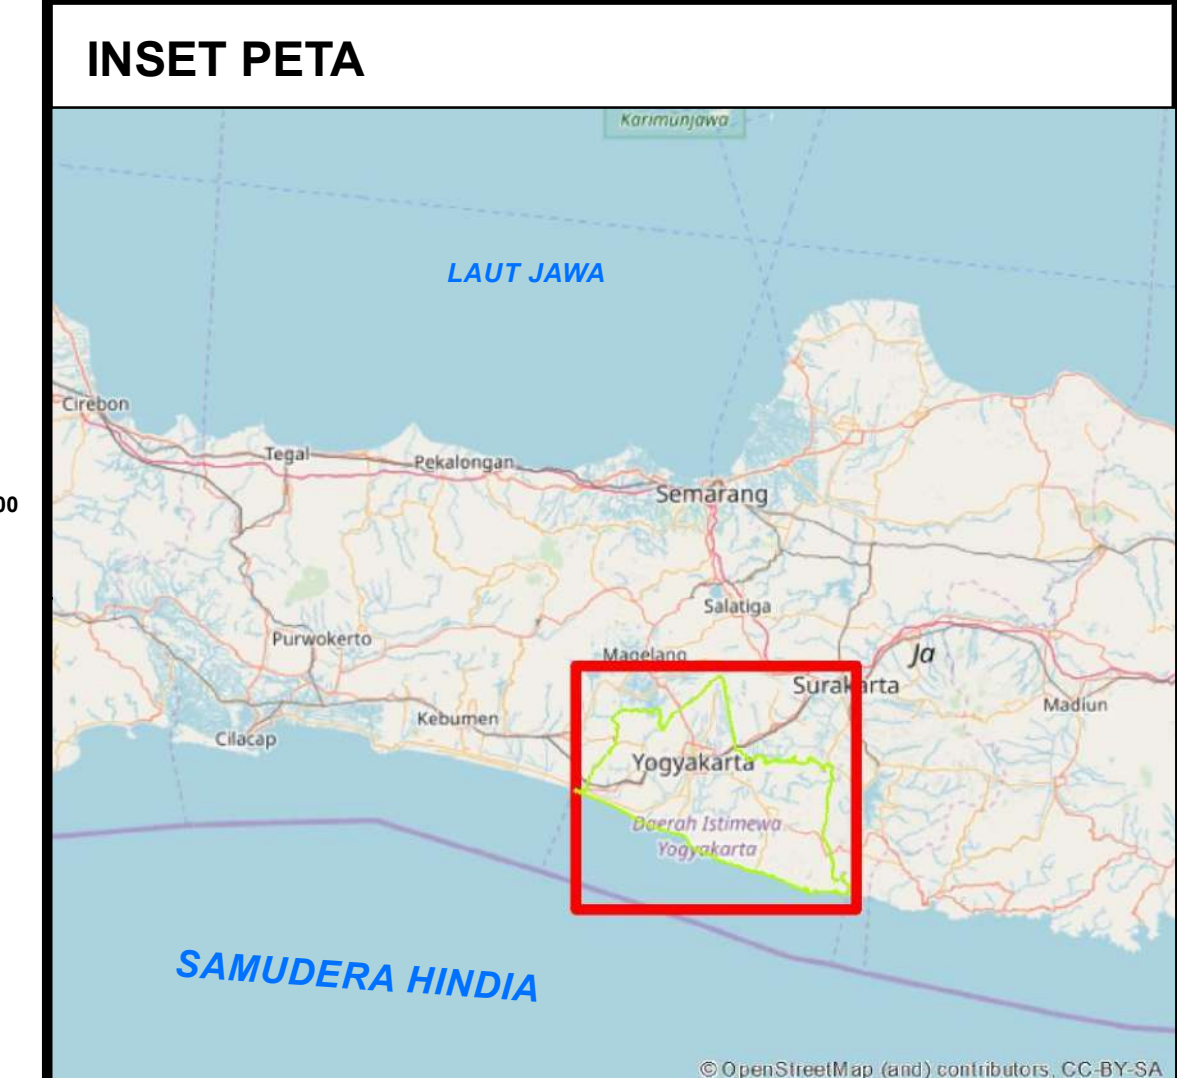 INSET PETA
Karimunjawa
LAUT JAWA
Cirebon
Tegal
Pekalongan
Semarang
00
Salatiga
Purwokerto
Magelang
Ja
Surakarta
Madiun
Kebumen
Cilacap
Yogyakarta
Daerah Istimewa
Yogyakarta
SAMUDERA HINDIA
© OpenStreetMap (and) contributors, CC-BY-SA